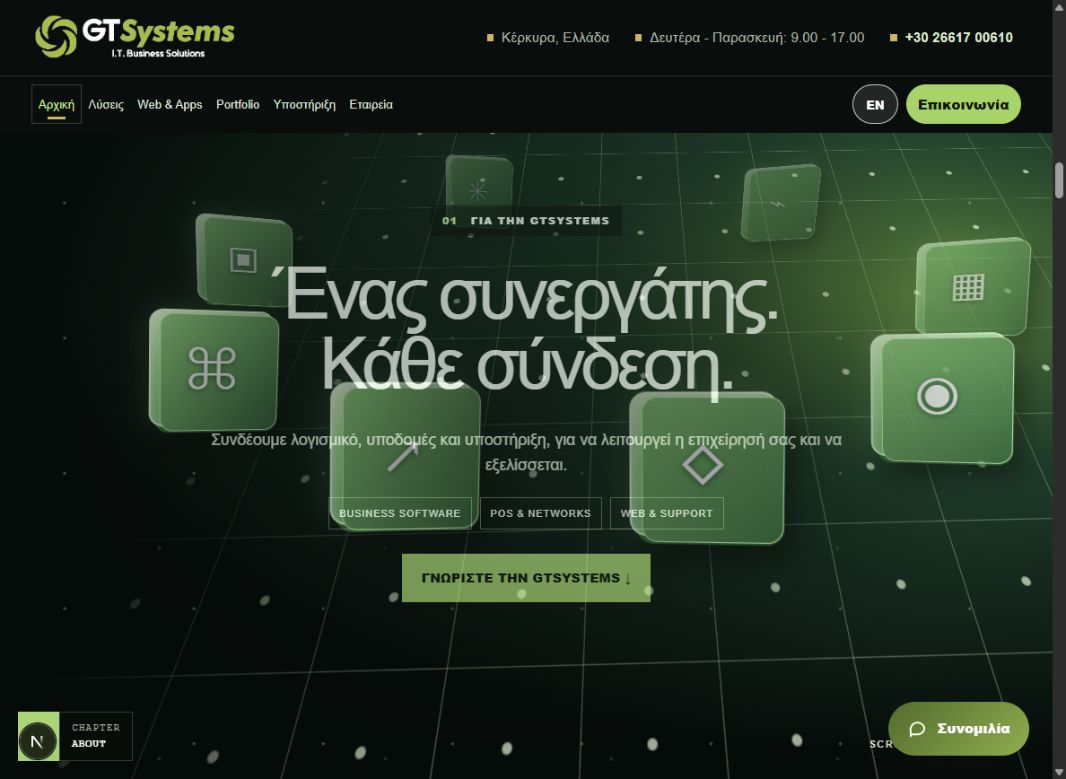 GTSystems
I.T. Business Solutions
Κέρκυρα, Ελλάδα
Δευτέρα - Παρασκευή: 9.00 - 17.00
+30 26617 00610
Αρχική
Λύσεις
Web & Apps
Portfolio
Υποστήριξη
Εταιρεία
EN
Επικοινωνία
01 ΓΙΑ ΤΗΝ GTSYSTEMS
Ένας συνεργάτης.
Κάθε σύνδεση.
Συνδέουμε λογισμικό, υποδομές και υποστήριξη, για να λειτουργεί η επιχείρησή σας και να
εξελίσσεται.
BUSINESS SOFTWARE
POS & NETWORKS
WEB & SUPPORT
ΓΝΩΡΙΣΤΕ ΤΗΝ GTSYSTEMS ↓
N
CHAPTER
ABOUT
SCR
Συνομιλία